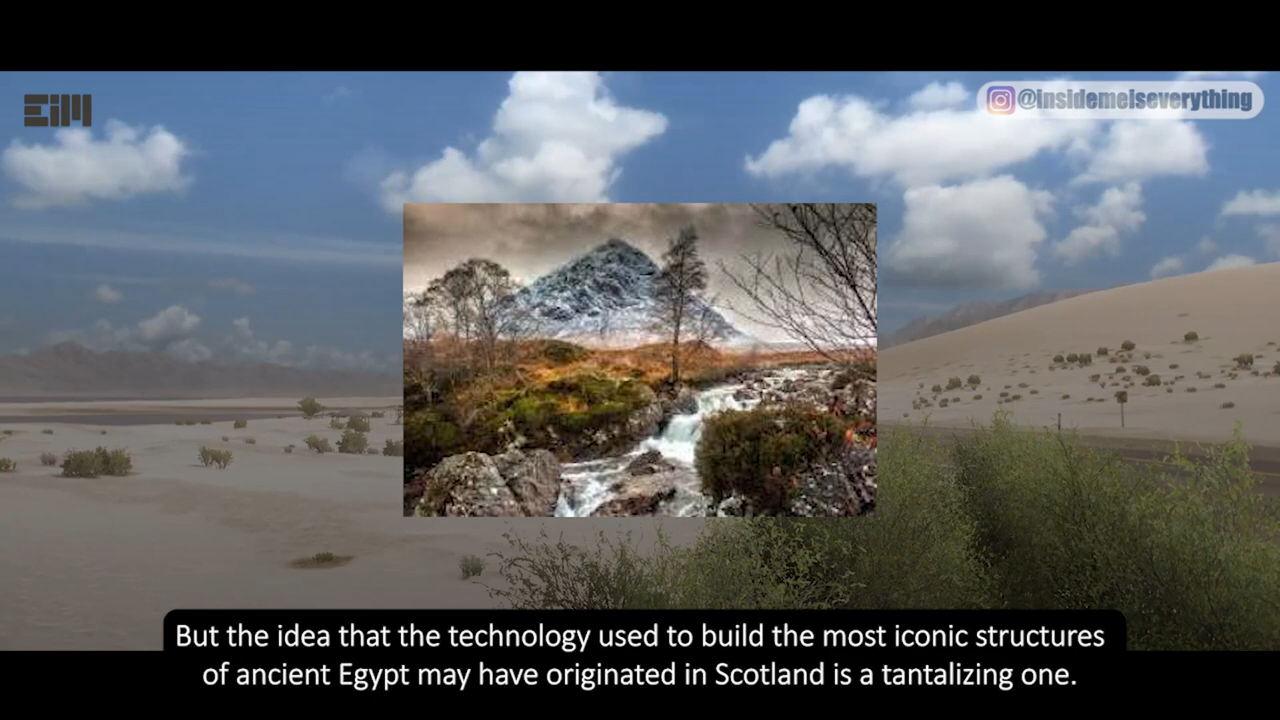 EIM
@insidemeiseverything
But the idea that the technology used to build the most iconic structures
of ancient Egypt may have originated in Scotland is a tantalizing one.